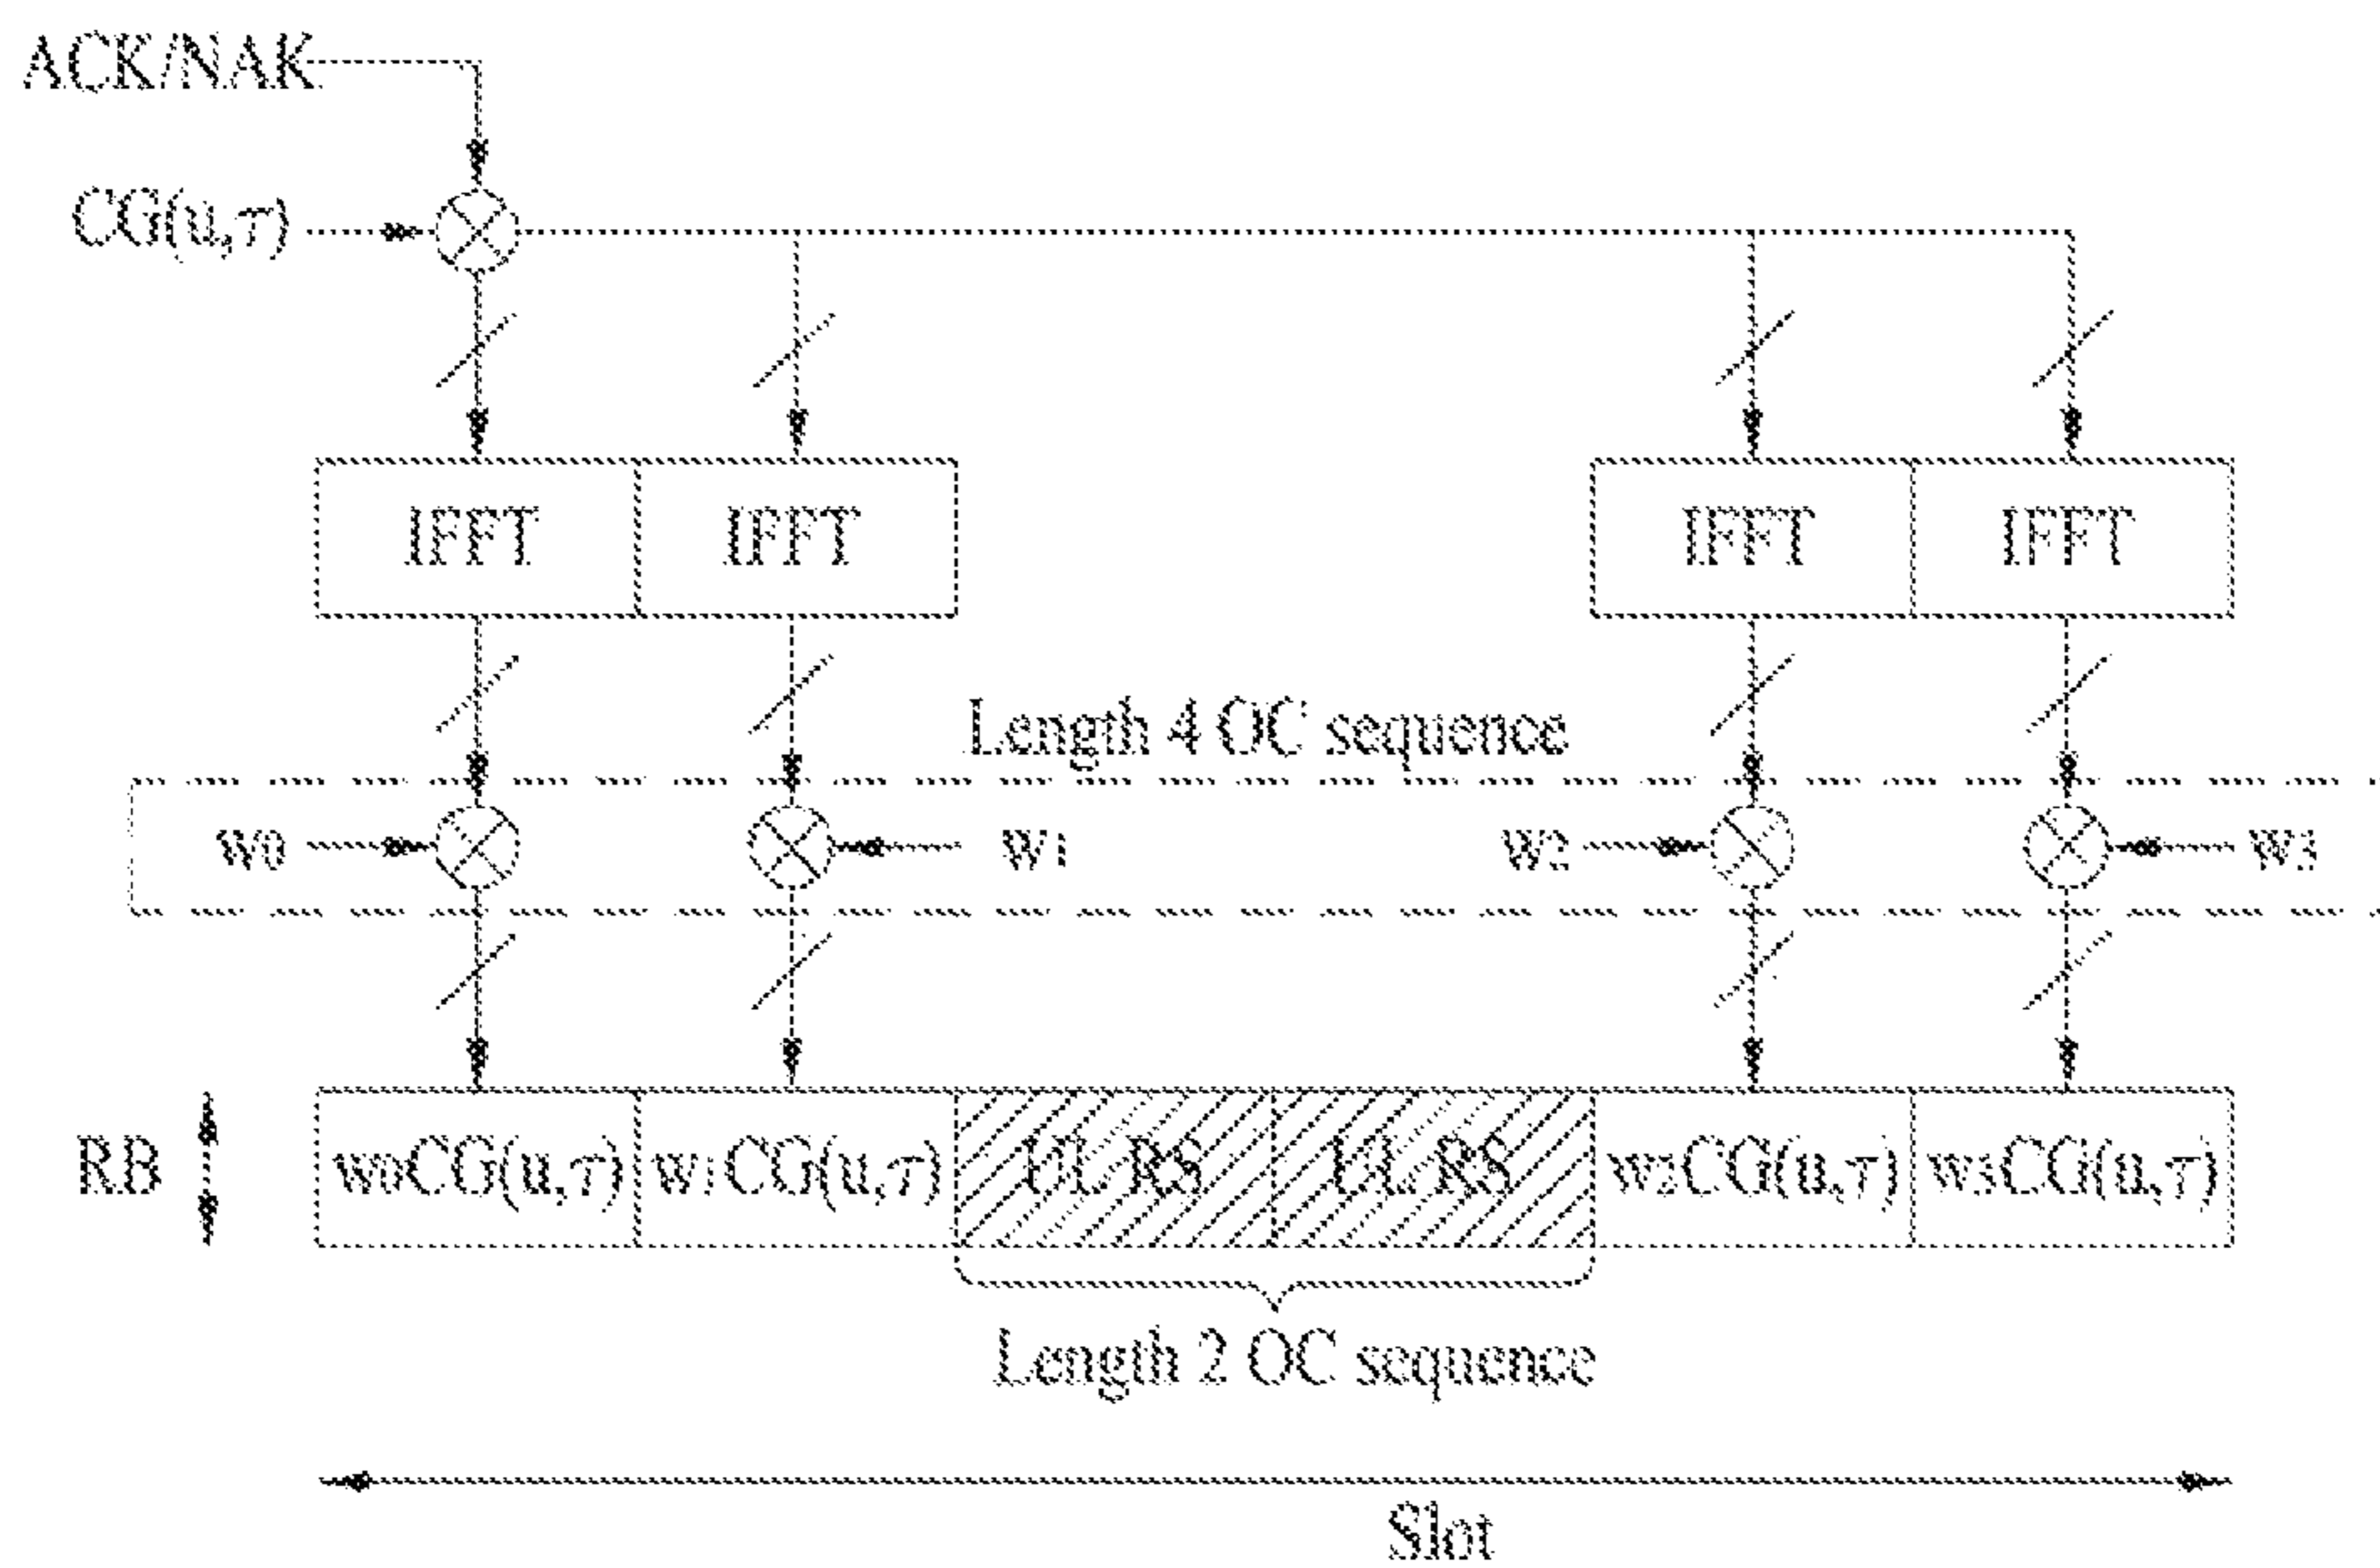 ACK/NAK
CG(u,τ)
IFFT IFFT IFFT IFFT
Length 4 OC sequence
w0 w1 w2 w3
RB w0CG(u,τ) w1CG(u,τ) UL RS UL RS w2CG(u,τ) w3CG(u,τ)
Length 2 OC sequence
Slot